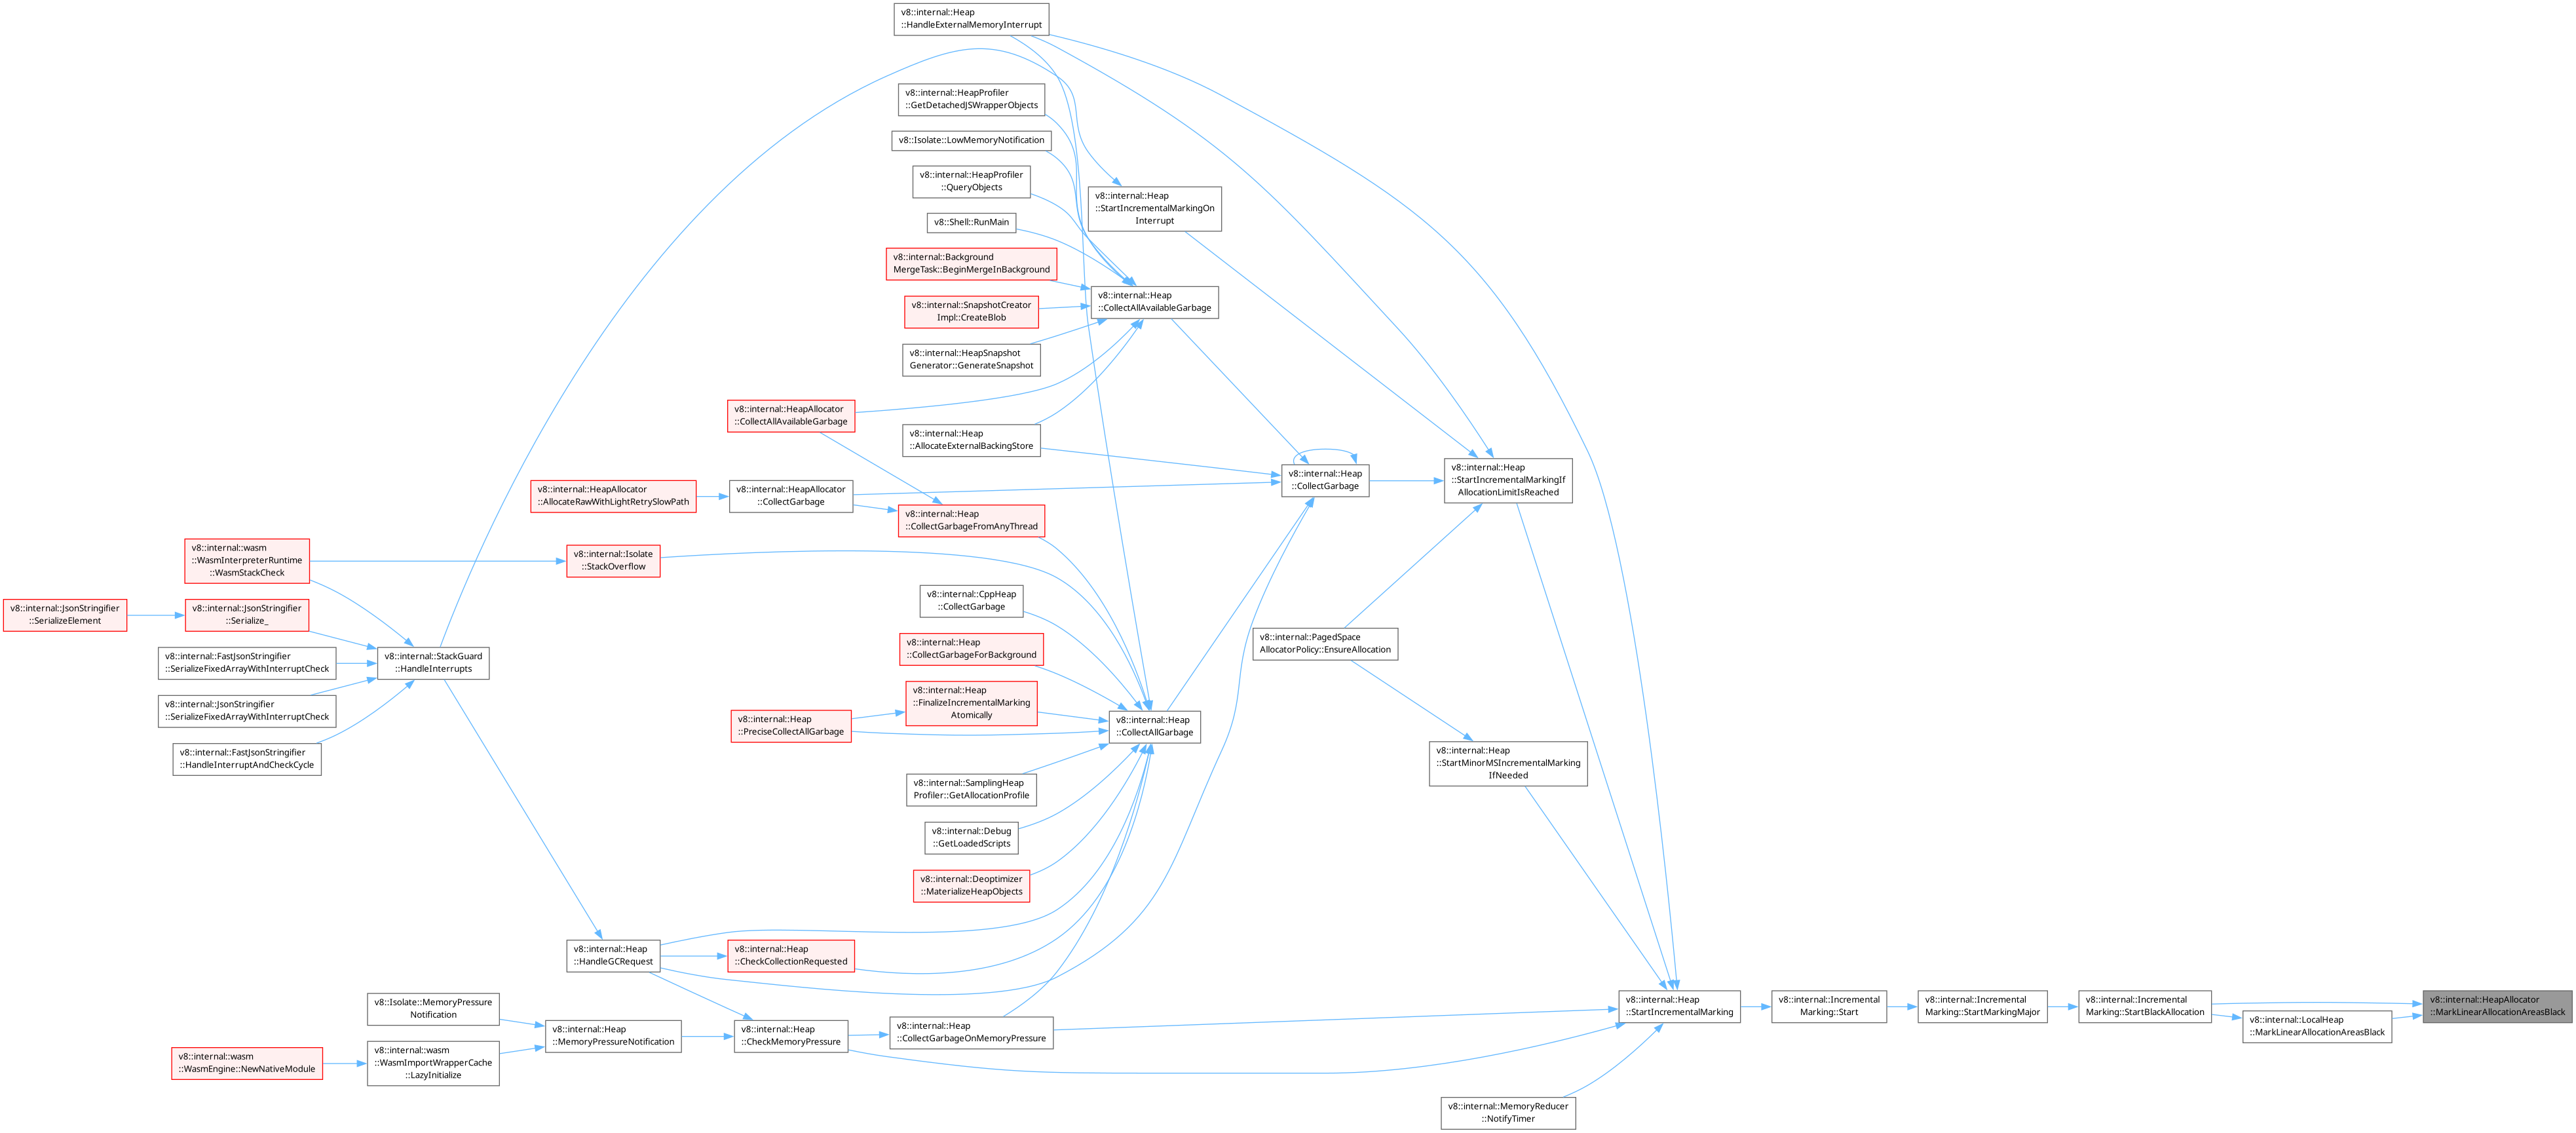 v8::internal::Heap
::HandleExternalMemoryInterrupt
v8::internal::HeapProfiler
::GetDetachedJSWrapperObjects
v8::Isolate::LowMemoryNotification
v8::internal::HeapProfiler
::QueryObjects
v8::internal::Heap
::StartIncrementalMarkingOn
Interrupt
v8::Shell::RunMain
v8::internal::Background
MergeTask::BeginMergeInBackground
v8::internal::Heap
::CollectAllAvailableGarbage
v8::internal::SnapshotCreator
Impl::CreateBlob
v8::internal::HeapSnapshot
Generator::GenerateSnapshot
v8::internal::HeapAllocator
::CollectAllAvailableGarbage
v8::internal::Heap
::AllocateExternalBackingStore
v8::internal::Heap
::CollectGarbage
v8::internal::Heap
::StartIncrementalMarkingIf
AllocationLimitIsReached
v8::internal::HeapAllocator
::AllocateRawWithLightRetrySlowPath
v8::internal::HeapAllocator
::CollectGarbage
v8::internal::Heap
::CollectGarbageFromAnyThread
v8::internal::wasm
::WasmInterpreterRuntime
::WasmStackCheck
v8::internal::Isolate
::StackOverflow
v8::internal::CppHeap
::CollectGarbage
v8::internal::JsonStringifier
::SerializeElement
v8::internal::JsonStringifier
::Serialize_
v8::internal::FastJsonStringifier
::SerializeFixedArrayWithInterruptCheck
v8::internal::StackGuard
::HandleInterrupts
v8::internal::Heap
::CollectGarbageForBackground
v8::internal::PagedSpace
AllocatorPolicy::EnsureAllocation
v8::internal::JsonStringifier
::SerializeFixedArrayWithInterruptCheck
v8::internal::Heap
::FinalizeIncrementalMarking
Atomically
v8::internal::Heap
::PreciseCollectAllGarbage
v8::internal::Heap
::CollectAllGarbage
v8::internal::FastJsonStringifier
::HandleInterruptAndCheckCycle
v8::internal::Heap
::StartMinorMSIncrementalMarking
IfNeeded
v8::internal::SamplingHeap
Profiler::GetAllocationProfile
v8::internal::Debug
::GetLoadedScripts
v8::internal::Deoptimizer
::MaterializeHeapObjects
v8::internal::Heap
::HandleGCRequest
v8::internal::Heap
::CheckCollectionRequested
v8::Isolate::MemoryPressure
Notification
v8::internal::Heap
::MemoryPressureNotification
v8::internal::Heap
::CheckMemoryPressure
v8::internal::Heap
::CollectGarbageOnMemoryPressure
v8::internal::Heap
::StartIncrementalMarking
v8::internal::Incremental
Marking::Start
v8::internal::Incremental
Marking::StartMarkingMajor
v8::internal::Incremental
Marking::StartBlackAllocation
v8::internal::LocalHeap
::MarkLinearAllocationAreasBlack
v8::internal::HeapAllocator
::MarkLinearAllocationAreasBlack
v8::internal::wasm
::WasmEngine::NewNativeModule
v8::internal::wasm
::WasmImportWrapperCache
::LazyInitialize
v8::internal::MemoryReducer
::NotifyTimer